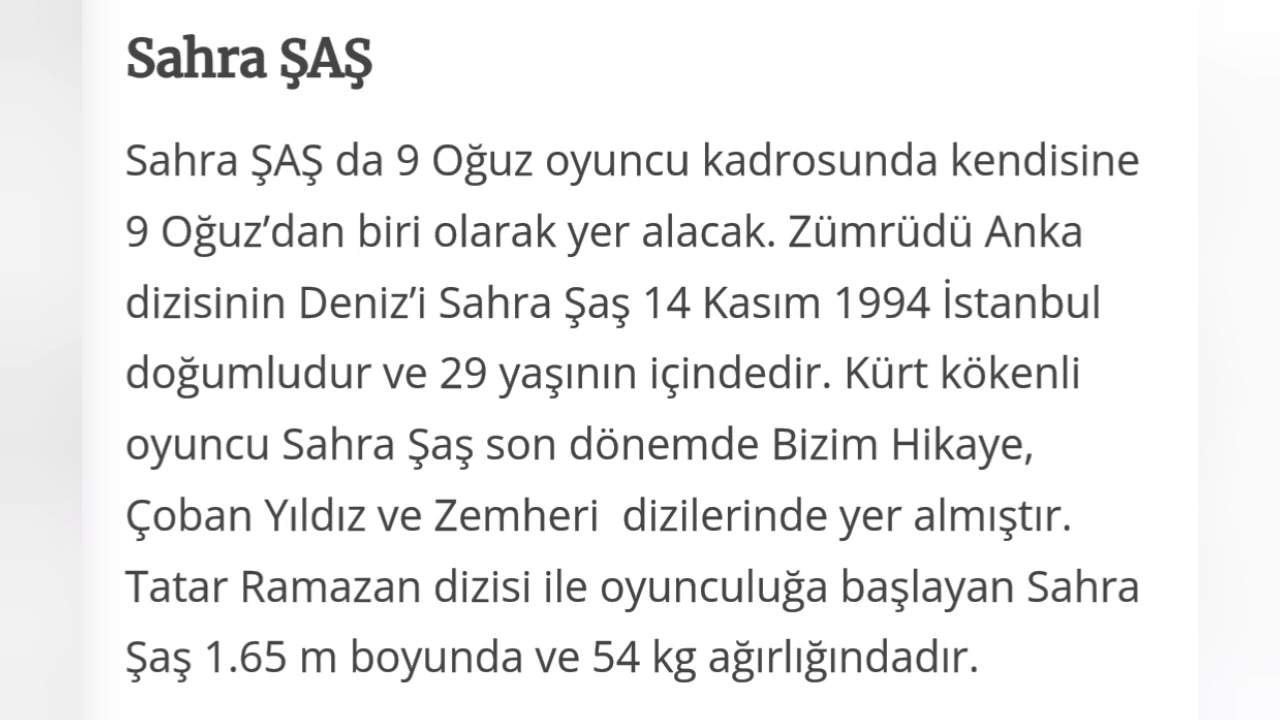 Sahra ŞAŞ
Sahra ŞAŞ da 9 Oğuz oyuncu kadrosunda kendisine
9 Oğuz’dan biri olarak yer alacak. Zümrüdü Anka
dizisinin Deniz’i Sahra Şaş 14 Kasım 1994 İstanbul
doğumludur ve 29 yaşının içindedir. Kürt kökenli
oyuncu Sahra Şaş son dönemde Bizim Hikaye,
Çoban Yıldız ve Zemheri  dizilerinde yer almıştır.
Tatar Ramazan dizisi ile oyunculuğa başlayan Sahra
Şaş 1.65 m boyunda ve 54 kg ağırlığındadır.